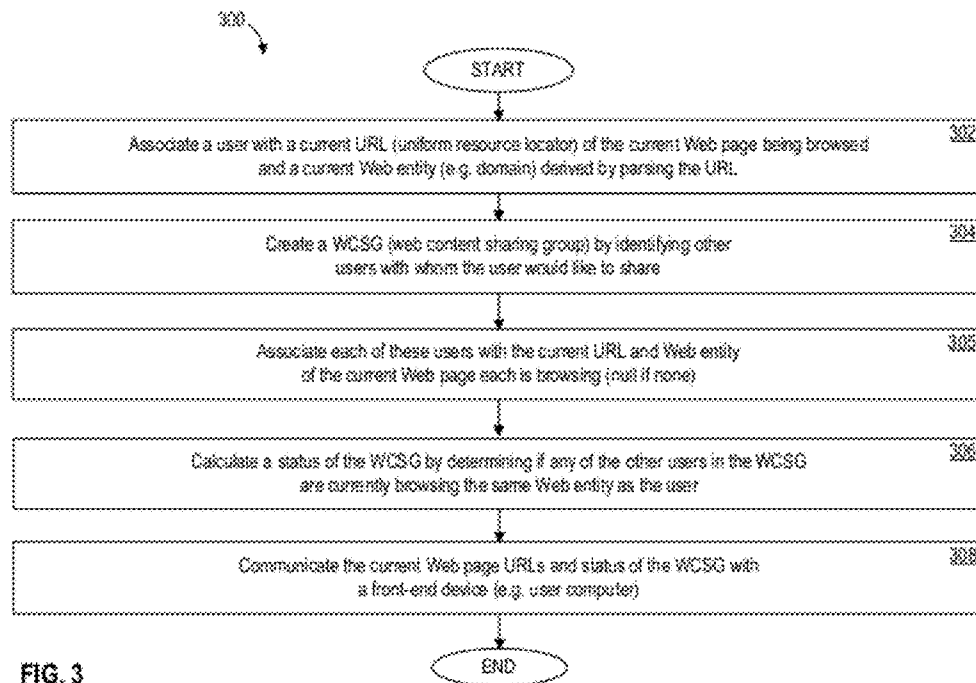 300
START
302
Associate a user with a current URL (uniform resource locator) of the current Web page being browsed
and a current Web entity (e.g. domain) derived by parsing the URL
304
Create a WCSG (web content sharing group) by identifying other
users with whom the user would like to share
305
Associate each of these users with the current URL and Web entity
of the current Web page each is browsing (null if none)
306
Calculate a status of the WCSG by determining if any of the other users in the WCSG
are currently browsing the same Web entity as the user
308
Communicate the current Web page URLs and status of the WCSG with
a front-end device (e.g. user computer)
END
FIG. 3